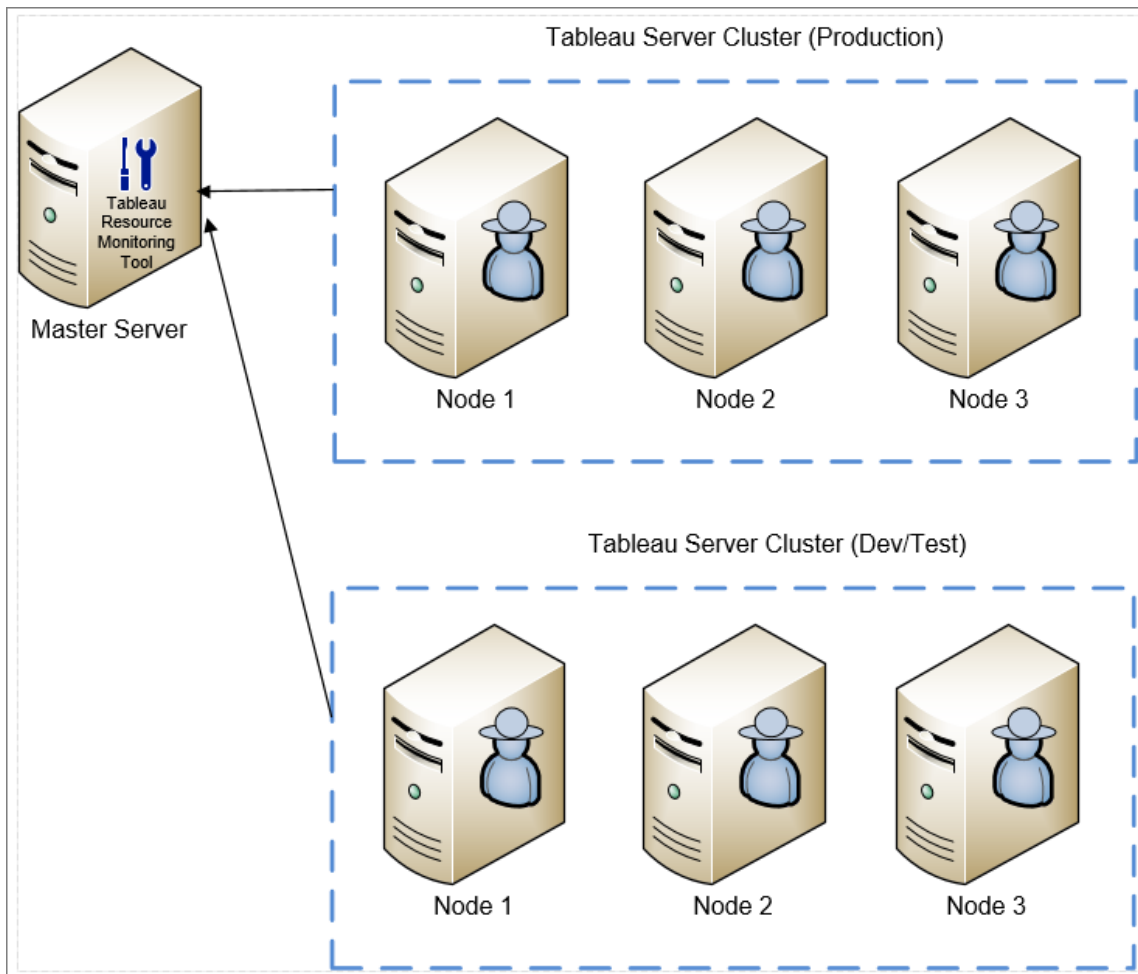 Tableau Server Cluster (Production)
Tableau
Resource
Monitoring
Tool
Master Server
Node 1
Node 2
Node 3
Tableau Server Cluster (Dev/Test)
Node 1
Node 2
Node 3